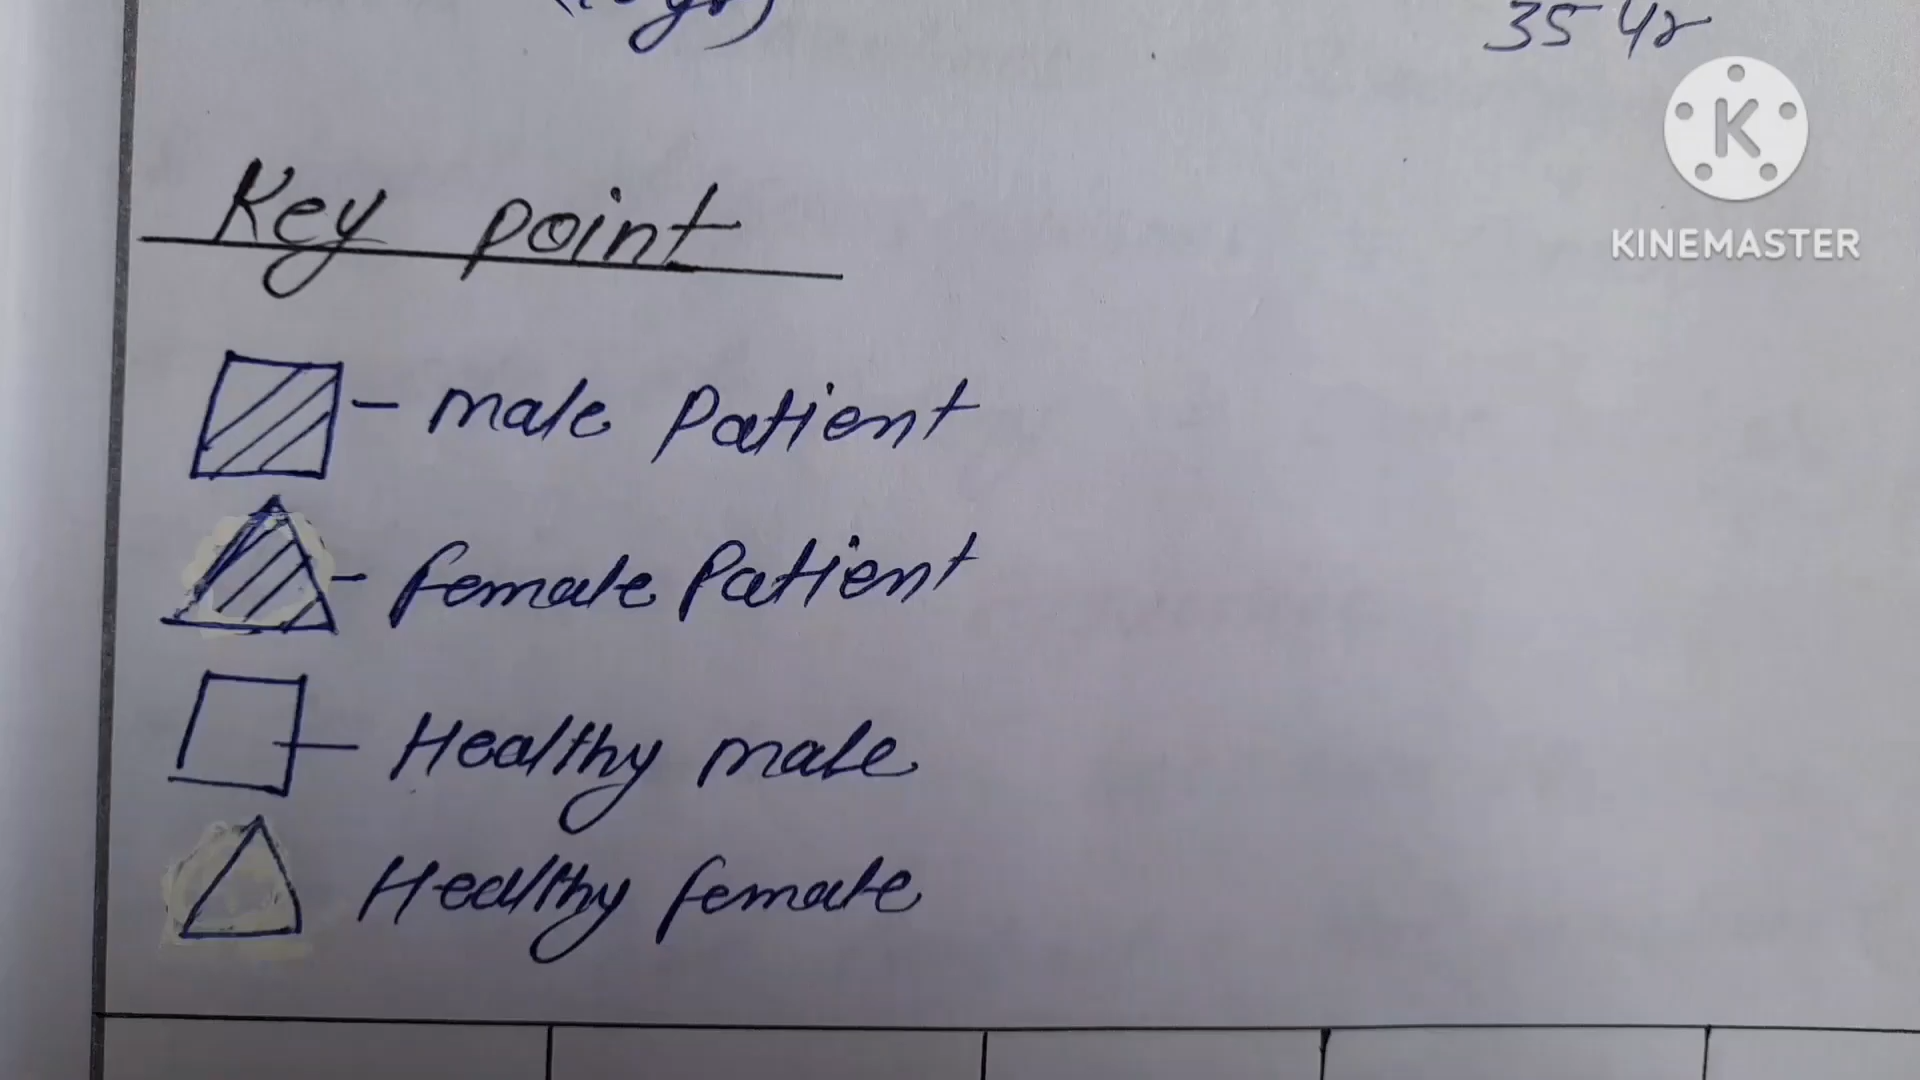 35 yr
K
KINEMASTER
Key point
- male Patient
- female Patient
- Healthy male
Healthy female